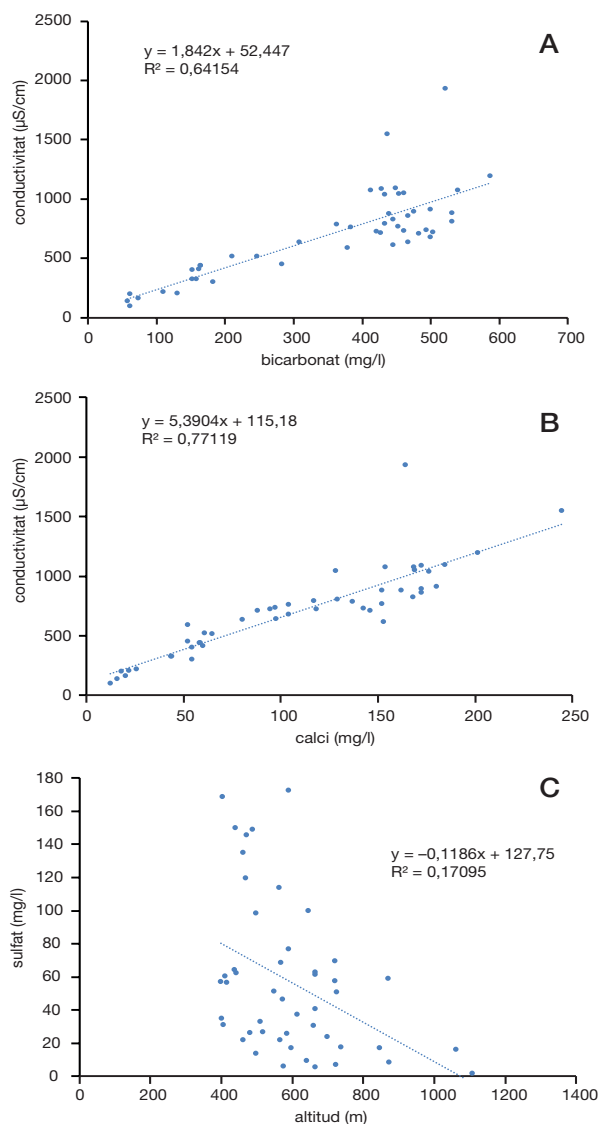 A
y = 1,842x + 52,447
R² = 0,64154
conductivitat (µS/cm)
2500
2000
1500
1000
500
0
0 100 200 300 400 500 600 700
bicarbonat (mg/l)
B
y = 5,3904x + 115,18
R² = 0,77119
conductivitat (µS/cm)
2500
2000
1500
1000
500
0
0 50 100 150 200 250
calci (mg/l)
C
y = –0,1186x + 127,75
R² = 0,17095
sulfat (mg/l)
180
160
140
120
100
80
60
40
20
0
0 200 400 600 800 1000 1200 1400
altitud (m)